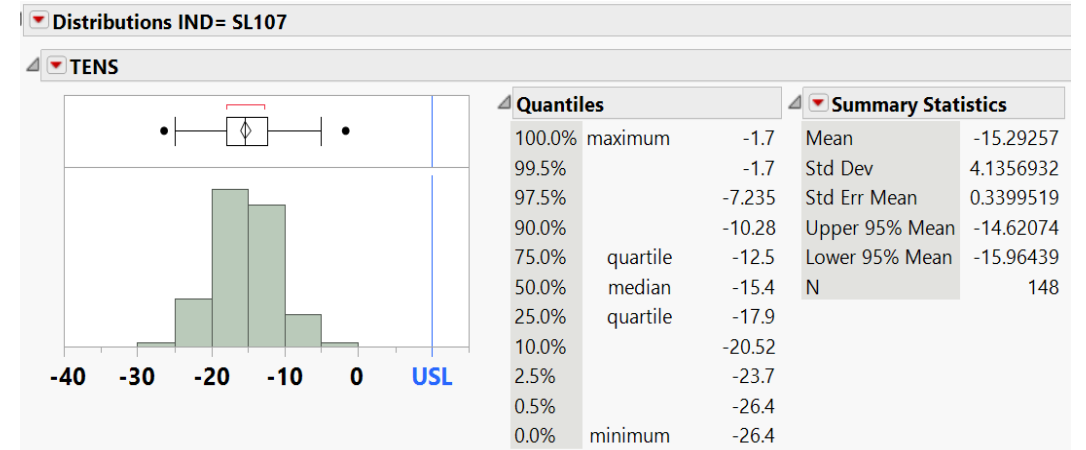 Distributions IND= SL107
TENS
-40 -30 -20 -10 0 USL
Quantiles
100.0% maximum -1.7
99.5% -1.7
97.5% -7.235
90.0% -10.28
75.0% quartile -12.5
50.0% median -15.4
25.0% quartile -17.9
10.0% -20.52
2.5% -23.7
0.5% -26.4
0.0% minimum -26.4
Summary Statistics
Mean -15.29257
Std Dev 4.1356932
Std Err Mean 0.3399519
Upper 95% Mean -14.62074
Lower 95% Mean -15.96439
N 148